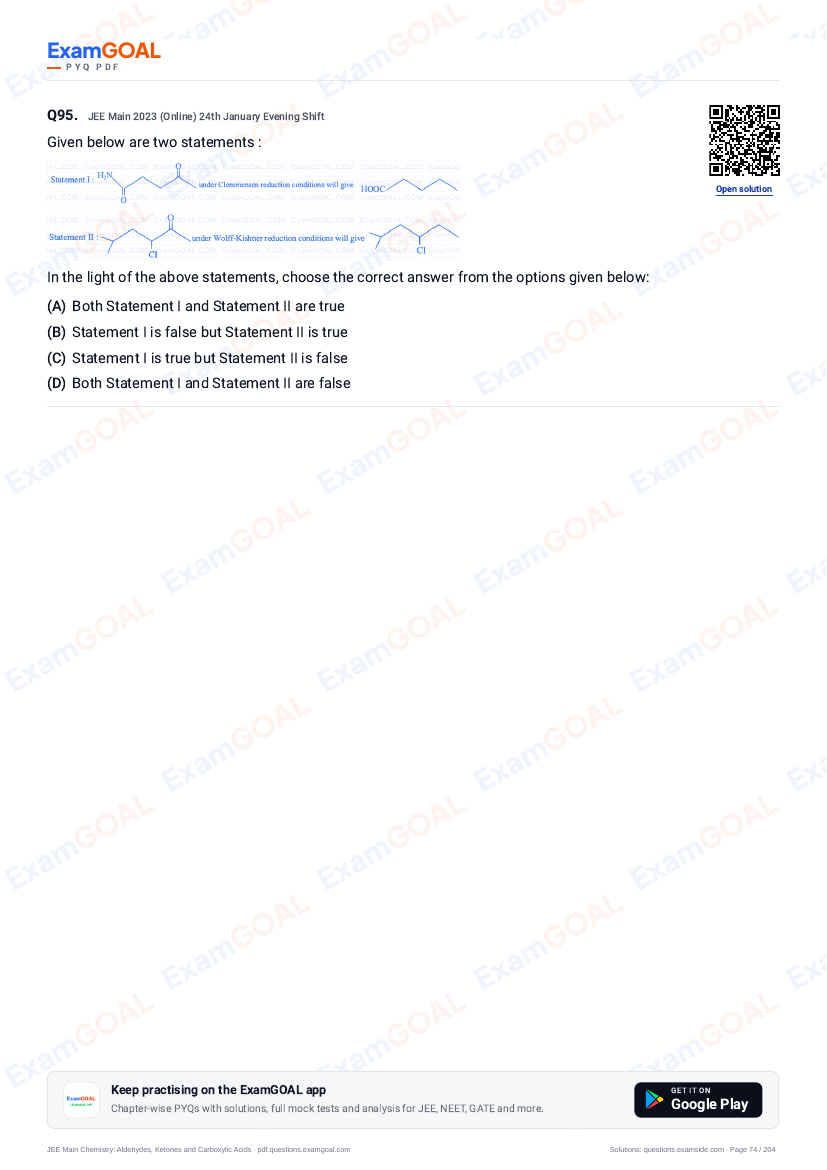 ExamGOAL
PYQ PDF
Q95. JEE Main 2023 (Online) 24th January Evening Shift
Given below are two statements :
Open solution
Statement I : H₂N O O under Clemmensen reduction conditions will give HOOC
Statement II : O Cl under Wolff-Kishner reduction conditions will give Cl
In the light of the above statements, choose the correct answer from the options given below:
(A) Both Statement I and Statement II are true
(B) Statement I is false but Statement II is true
(C) Statement I is true but Statement II is false
(D) Both Statement I and Statement II are false
Keep practising on the ExamGOAL app
Chapter-wise PYQs with solutions, full mock tests and analysis for JEE, NEET, GATE and more.
GET IT ON
Google Play
JEE Main Chemistry: Aldehydes, Ketones and Carboxylic Acids · pdf.questions.examgoal.com
Solutions: questions.examside.com · Page 74 / 204